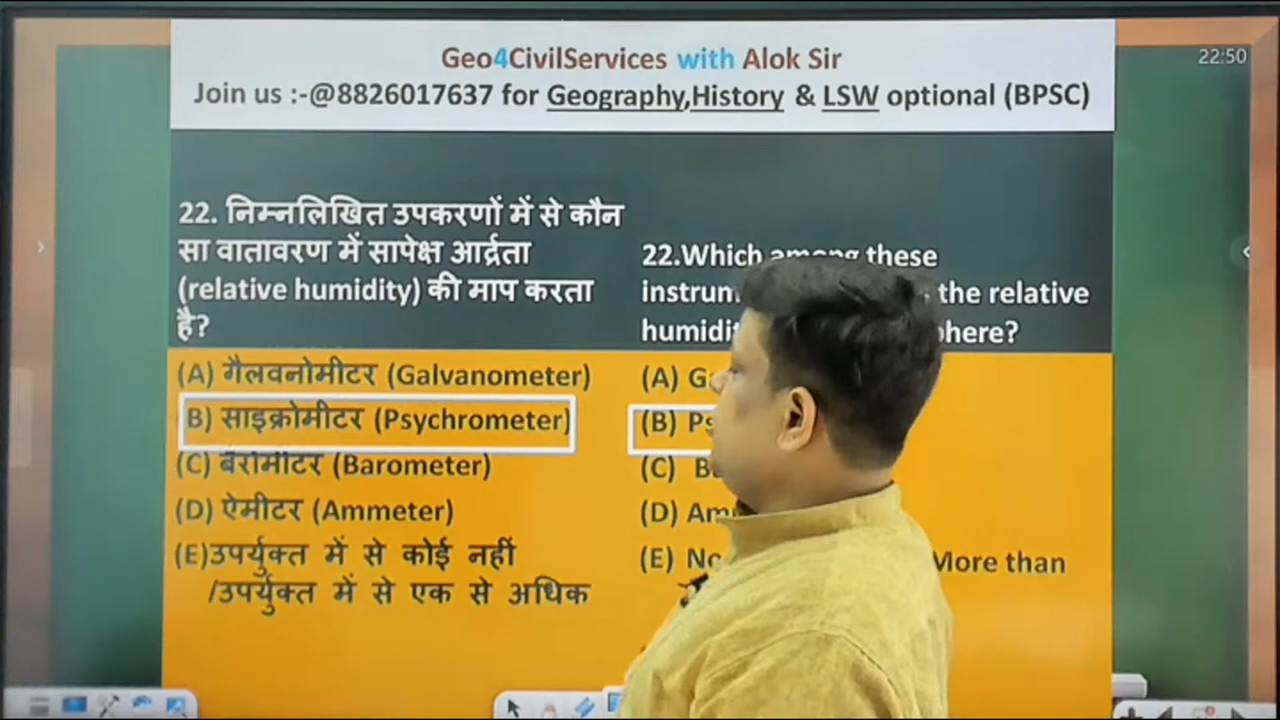 Geo4CivilServices with Alok Sir
Join us :-@8826017637 for Geography,History & LSW optional (BPSC)
22:50
22. निम्नलिखित उपकरणों में से कौन
सा वातावरण में सापेक्ष आर्द्रता
(relative humidity) की माप करता
है?
22.Which among these
the relative
(A) गैलवनोमीटर (Galvanometer)
B) साइक्रोमीटर (Psychrometer)
(C) बैरोमीटर (Barometer)
(D) ऐमीटर (Ammeter)
(E)उपर्युक्त में से कोई नहीं
/उपर्युक्त में से एक से अधिक
(A)
(B)
(C)
(D)
(E) More than